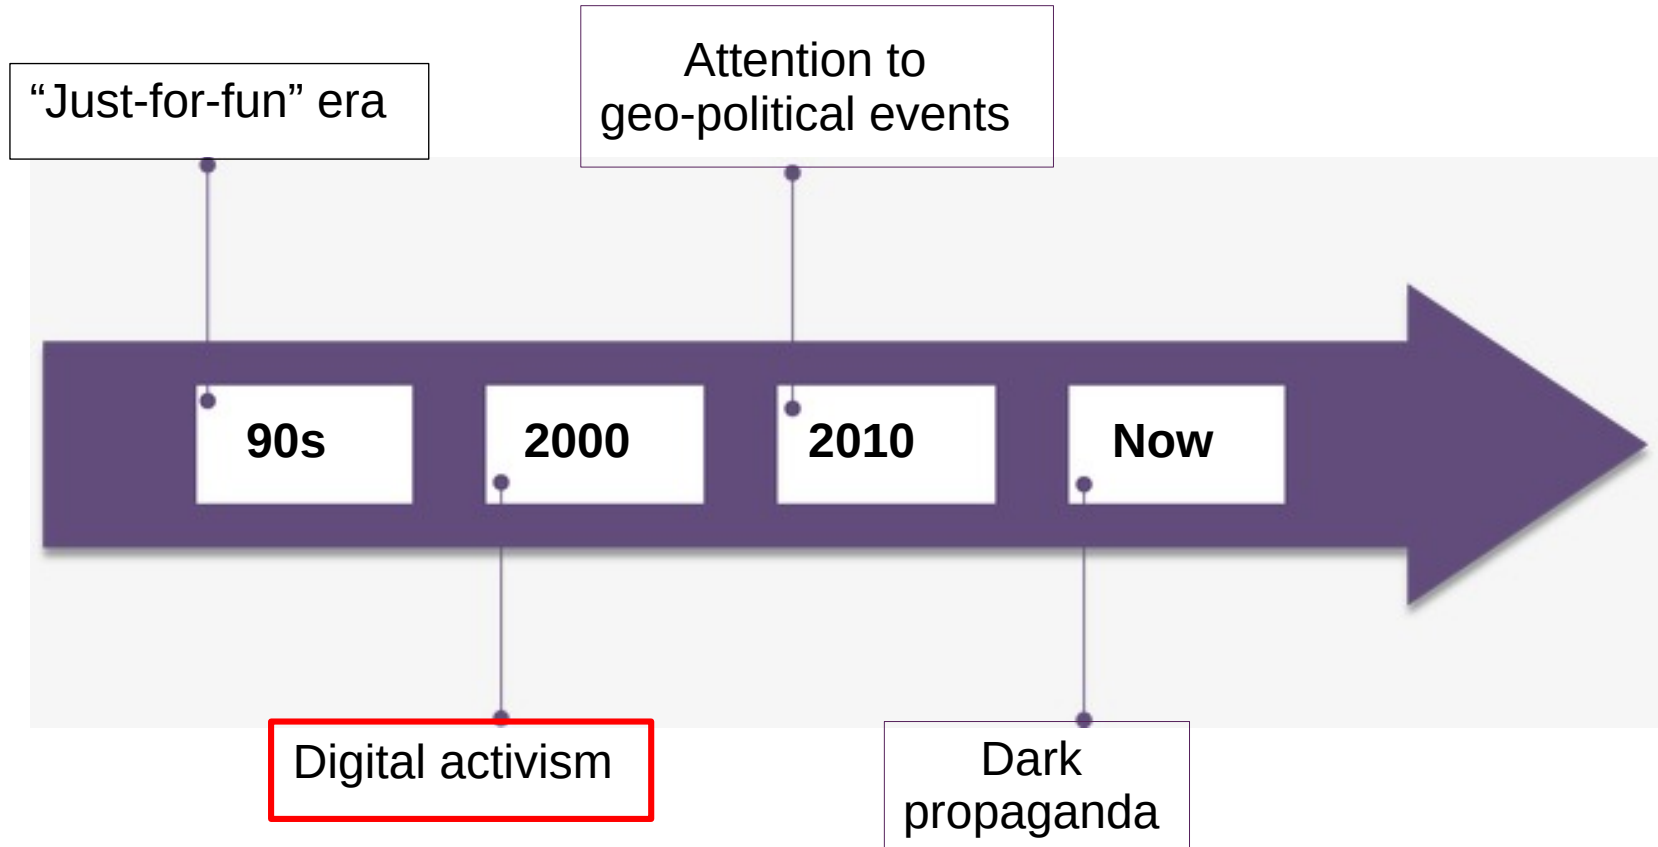 “Just-for-fun” era
Attention to
geo-political events
90s
2000
2010
Now
Digital activism
Dark
propaganda